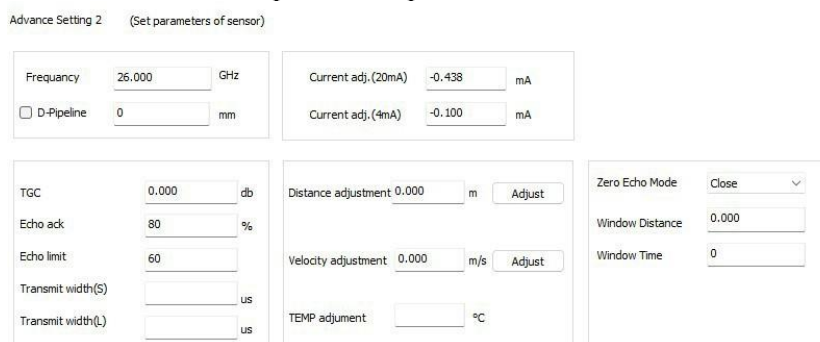 Advance Setting 2 (Set parameters of sensor)
Frequancy 26.000 GHz
D-Pipeline 0 mm
Current adj.(20mA) -0.438 mA
Current adj.(4mA) -0.100 mA
TGC 0.000 db
Echo ack 80 %
Echo limit 60
Transmit width(S) us
Transmit width(L) us
Distance adjustment 0.000 m Adjust
Velocity adjustment 0.000 m/s Adjust
TEMP adjument °C
Zero Echo Mode Close
Window Distance 0.000
Window Time 0